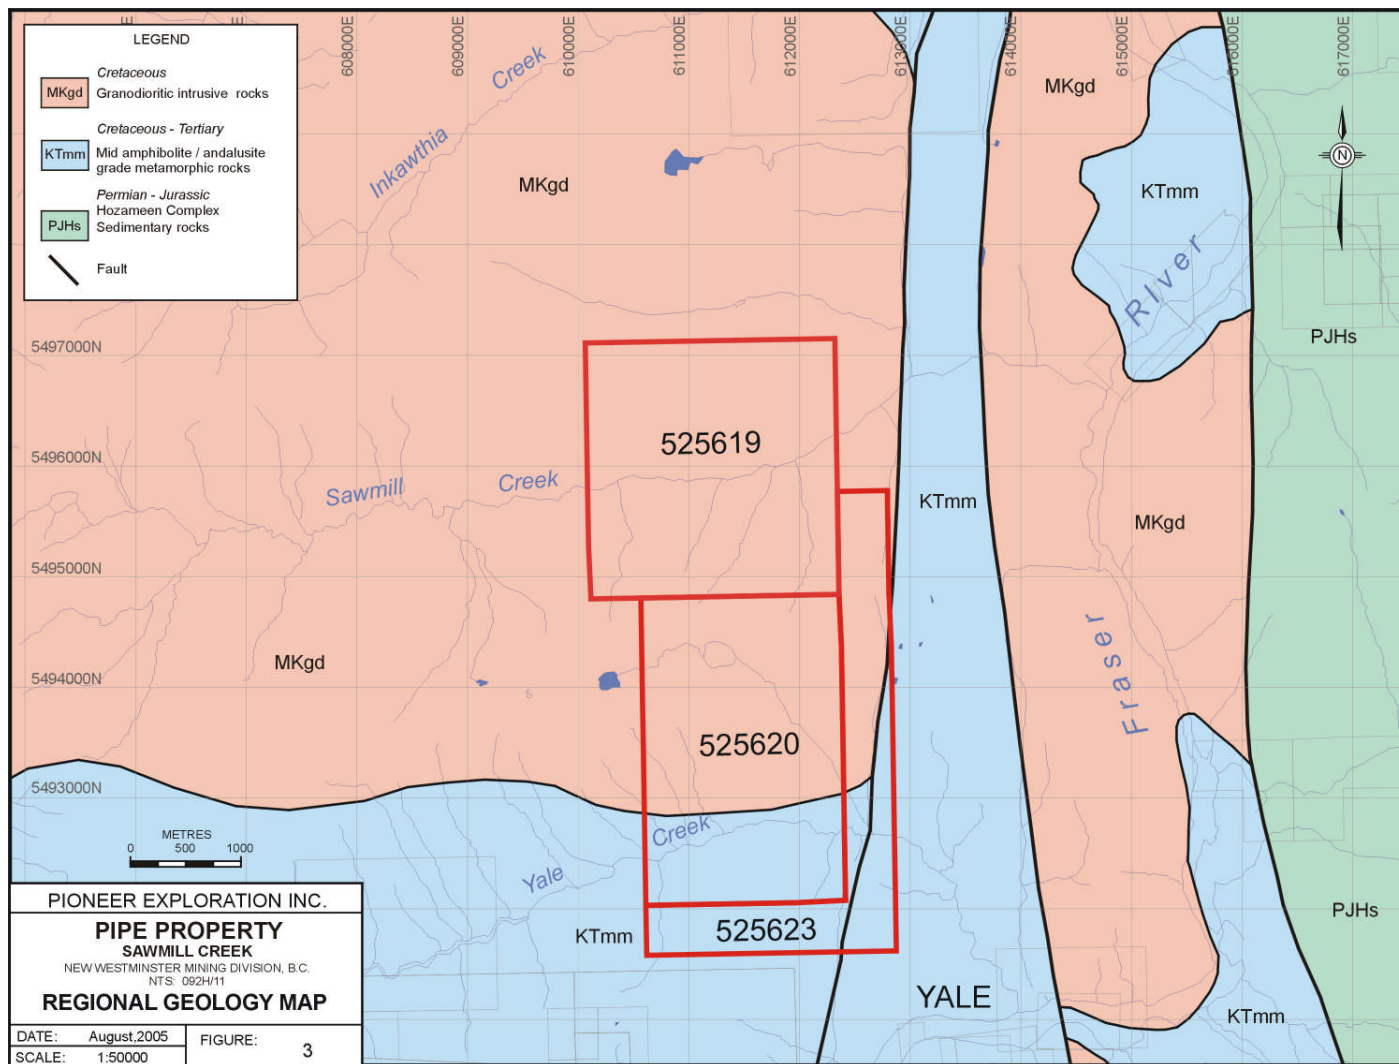 LEGEND
Cretaceous
MKgd Granodioritic intrusive rocks
Cretaceous - Tertiary
KTmm Mid amphibolite / andalusite
grade metamorphic rocks
Permian - Jurassic
Hozameen Complex
PJHs Sedimentary rocks
Fault
608000E
609000E
610000E
611000E
612000E
613000E
614000E
615000E
616000E
617000E
Inkawthia Creek
MKgd
MKgd
KTmm
N
River
PJHs
5497000N
525619
5496000N
Sawmill Creek
KTmm
MKgd
5495000N
Fraser
MKgd
5494000N
525620
5493000N
Yale Creek
METRES
0 500 1000
KTmm
525623
PJHs
YALE
KTmm
PIONEER EXPLORATION INC.
PIPE PROPERTY
SAWMILL CREEK
NEW WESTMINSTER MINING DIVISION, B.C.
NTS: 092H/11
REGIONAL GEOLOGY MAP
DATE: August,2005
FIGURE: 3
SCALE: 1:50000